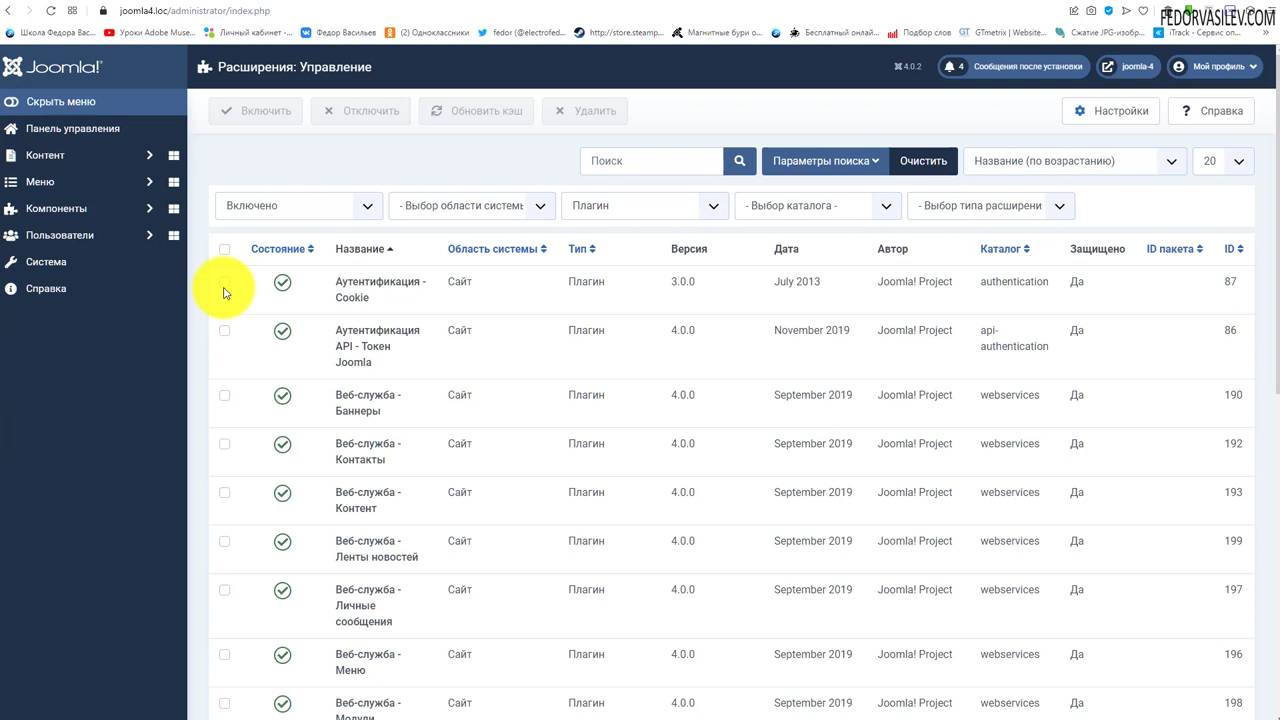 joomla4.loc/administrator/index.php
FEDORVASILEV.COM
Школа Федора Вас...
Уроки Adobe Muse...
Личный кабинет -...
Федор Васильев
(2) Одноклассники
fedor (@electrofed...
http://store.steamp...
Магнитные бури о...
Бесплатный онлай...
Подбор слов
GTmetrix | Website...
Сжатие JPG-изобр...
iTrack - Сервис оп...
Joomla!
Расширения: Управление
4.0.2
4 Сообщения после установки
joomla-4
Мой профиль
Скрыть меню
Панель управления
Контент
Меню
Компоненты
Пользователи
Система
Справка
Включить
Отключить
Обновить кэш
Удалить
Настройки
? Справка
Поиск
Параметры поиска
Очистить
Название (по возрастанию)
20
Включено
- Выбор области системы
Плагин
- Выбор каталога -
- Выбор типа расширени
Состояние Название Область системы Тип Версия Дата Автор Каталог Защищено ID пакета ID
Аутентификация - Сайт Плагин 3.0.0 July 2013 Joomla! Project authentication Да 87
Cookie
Аутентификация Сайт Плагин 4.0.0 November 2019 Joomla! Project api- Да 86
API - Токен authentication
Joomla
Веб-служба - Сайт Плагин 4.0.0 September 2019 Joomla! Project webservices Да 190
Баннеры
Веб-служба - Сайт Плагин 4.0.0 September 2019 Joomla! Project webservices Да 192
Контакты
Веб-служба - Сайт Плагин 4.0.0 September 2019 Joomla! Project webservices Да 193
Контент
Веб-служба - Сайт Плагин 4.0.0 September 2019 Joomla! Project webservices Да 199
Ленты новостей
Веб-служба - Сайт Плагин 4.0.0 September 2019 Joomla! Project webservices Да 197
Личные
сообщения
Веб-служба - Сайт Плагин 4.0.0 September 2019 Joomla! Project webservices Да 196
Меню
Веб-служба - Сайт Плагин 4.0.0 September 2019 Joomla! Project webservices Да 198
Модули